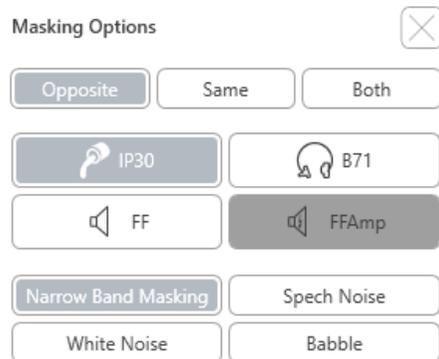 Masking Options
Opposite Same Both
IP30 B71
FF FFAmp
Narrow Band Masking Spech Noise
White Noise Babble